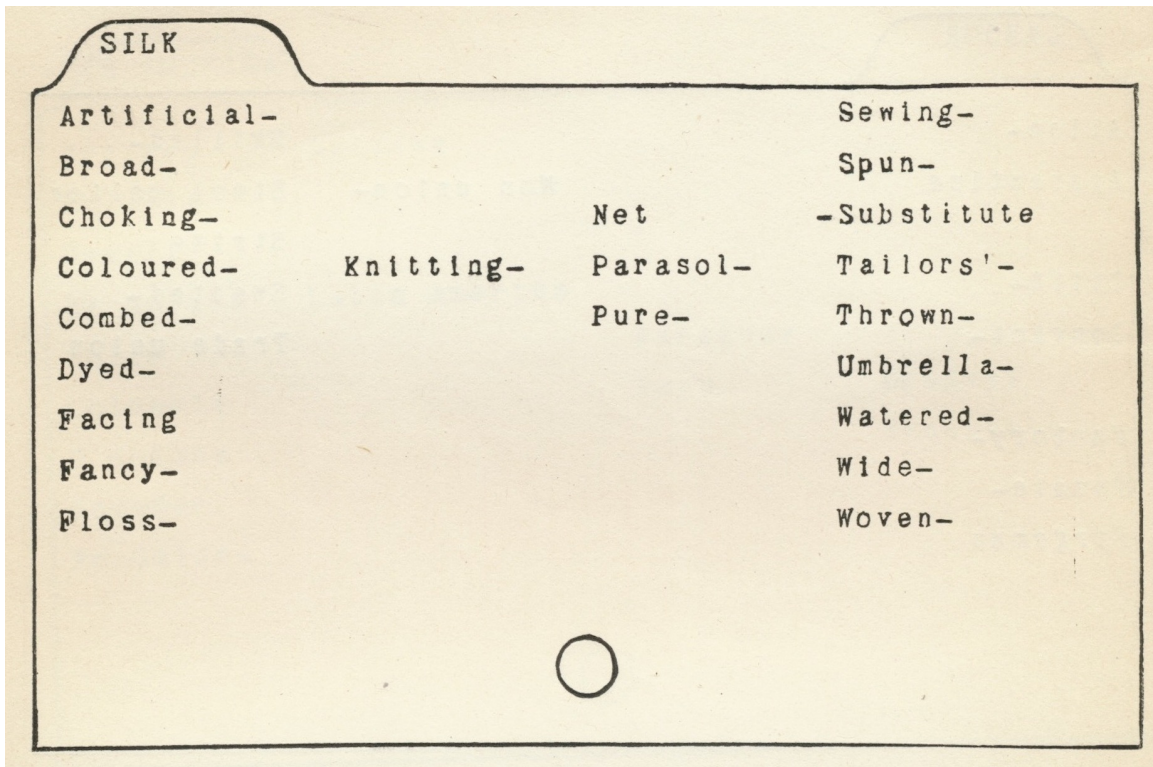 SILK
Artificial-
Broad-
Choking-
Coloured-
Combed-
Dyed-
Facing
Fancy-
Floss-
Knitting-
Net
Parasol-
Pure-
Sewing-
Spun-
-Substitute
Tailors'-
Thrown-
Umbrella-
Watered-
Wide-
Woven-